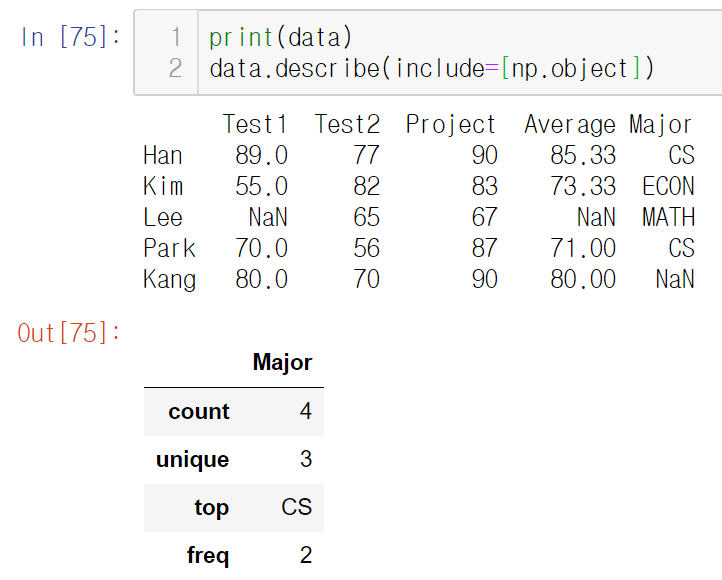 In [75]:
1 print(data)
2 data.describe(include=[np.object])
Test1 Test2 Project Average Major
Han 89.0 77 90 85.33 CS
Kim 55.0 82 83 73.33 ECON
Lee NaN 65 67 NaN MATH
Park 70.0 56 87 71.00 CS
Kang 80.0 70 90 80.00 NaN
Out[75]:
Major
count 4
unique 3
top CS
freq 2